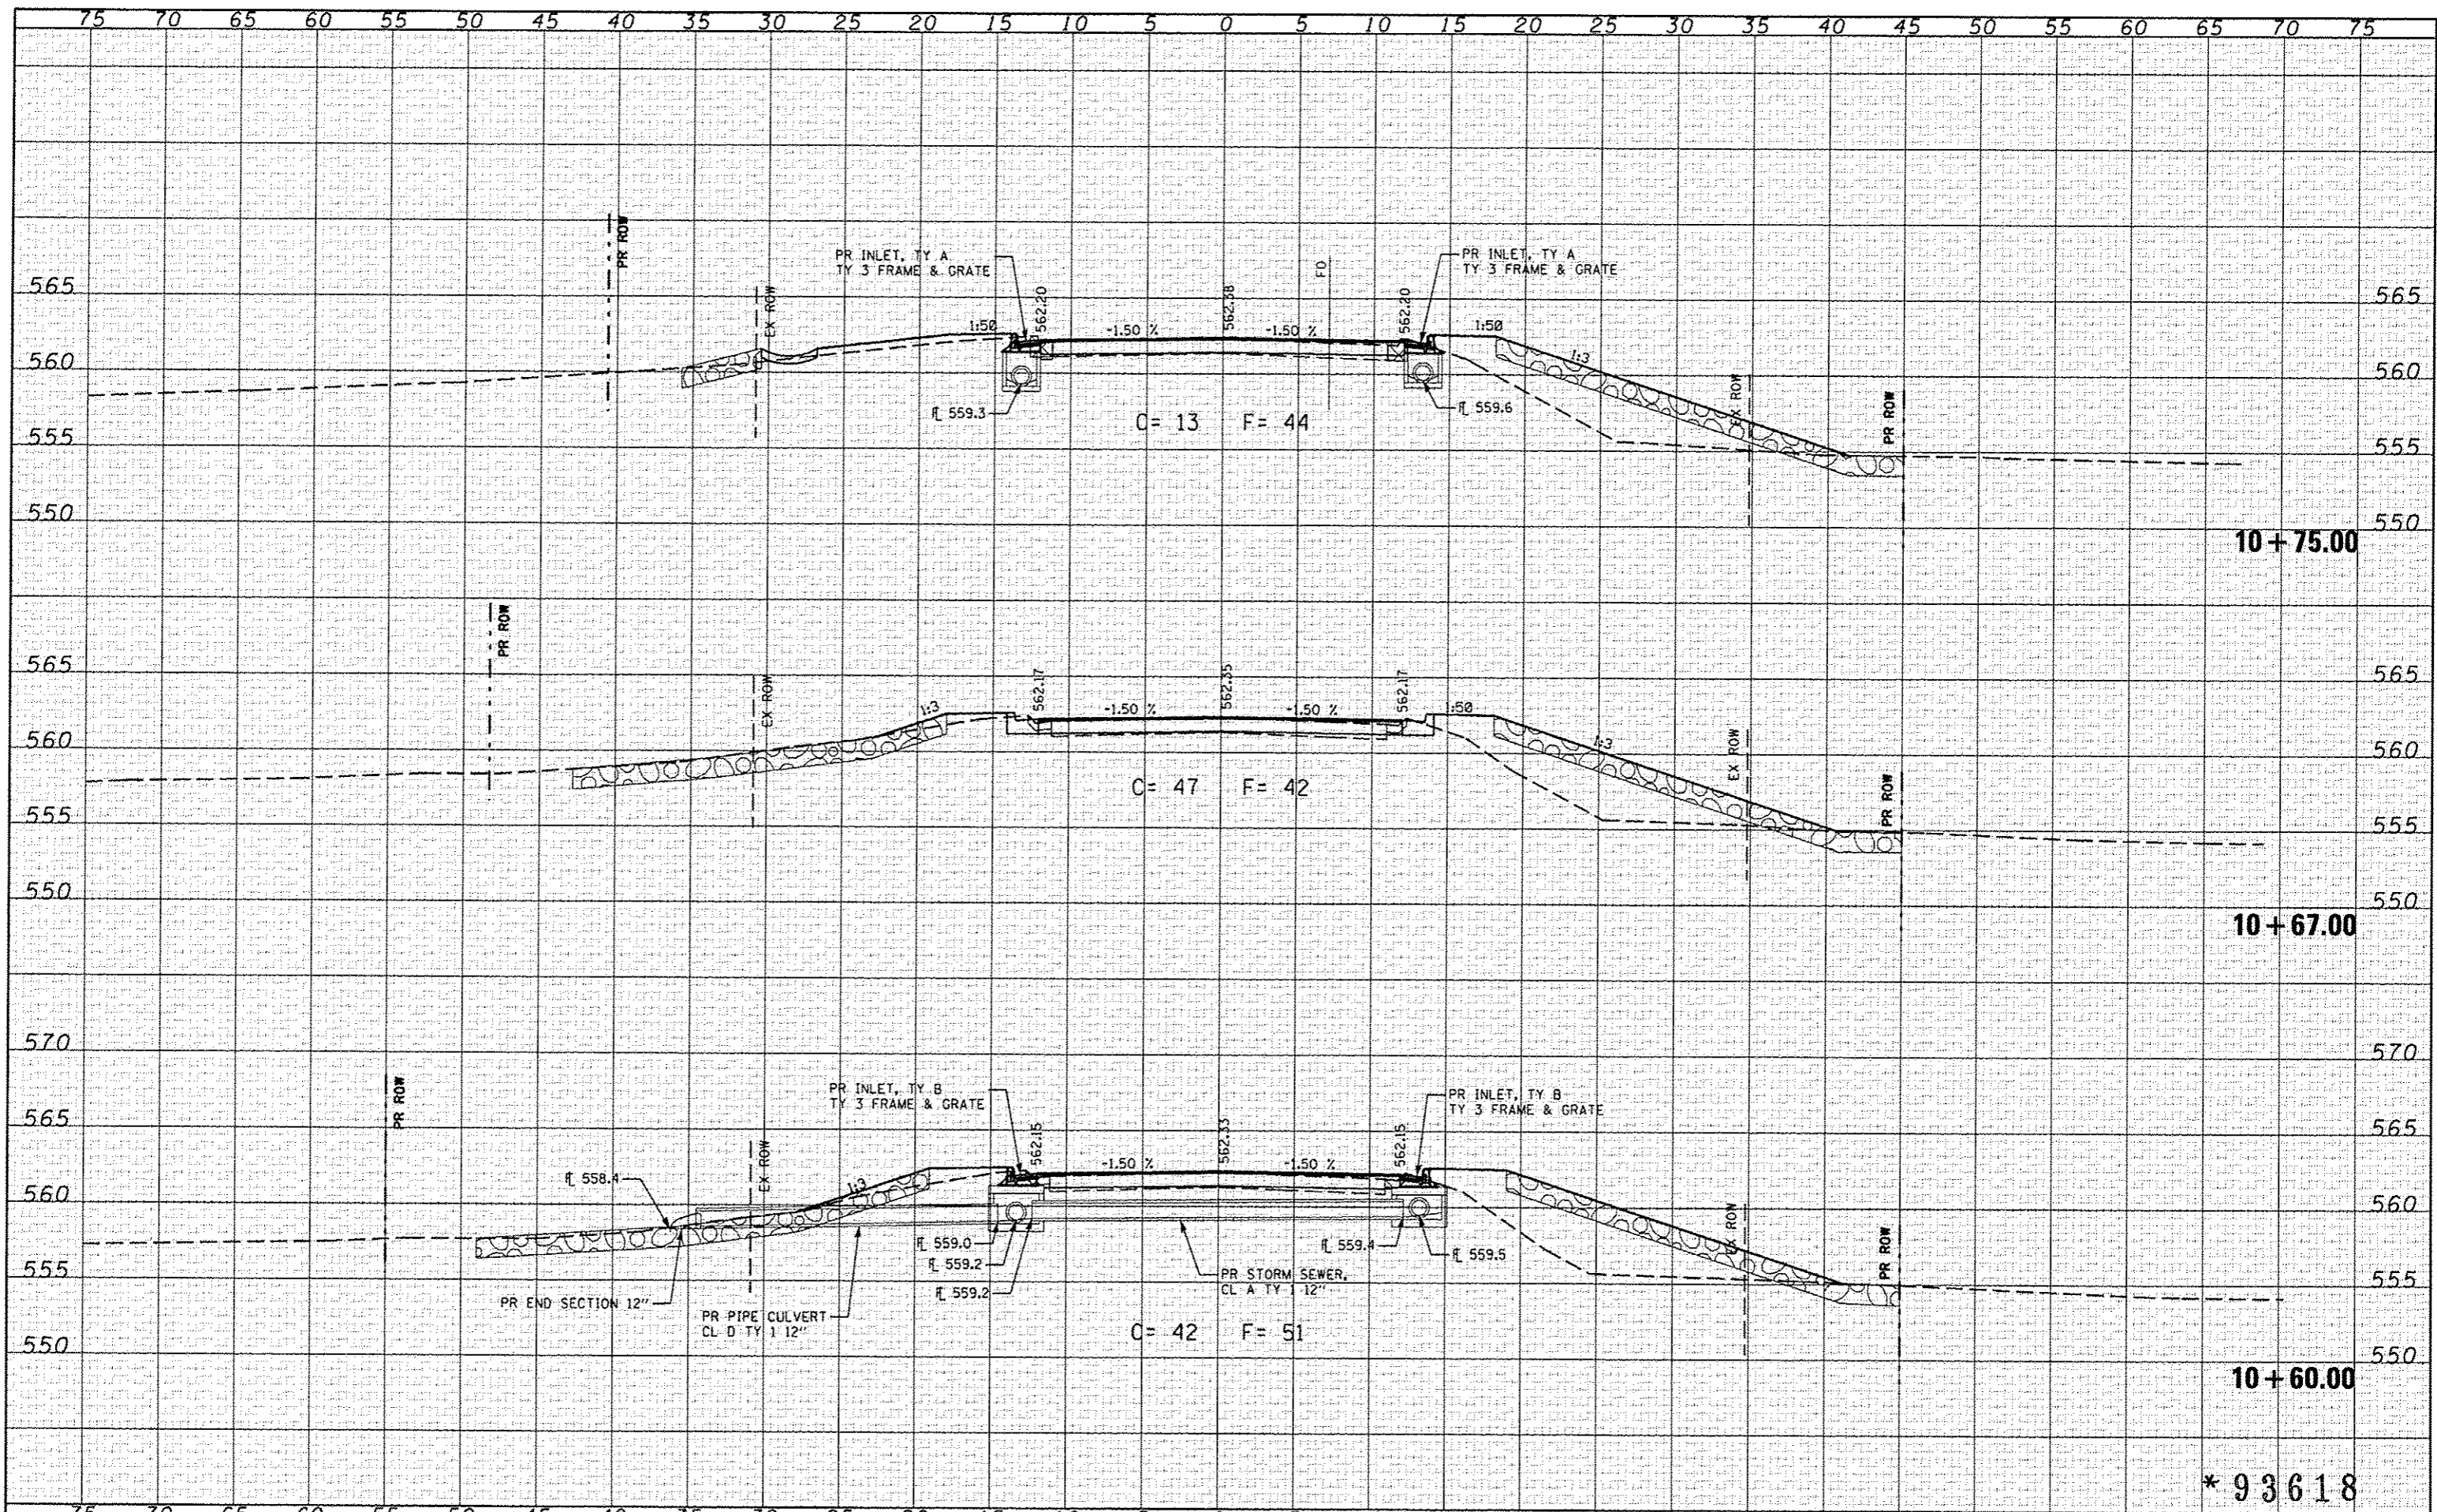 75 70 65 60 55 50 45 40 35 30 25 20 15 10 5 0 5 10 15 20 25 30 35 40 45 50 55 60 65 70 75
PR ROW
EX ROW
PR INLET, TY A
TY 3 FRAME & GRATE
562.20
562.38
FO
562.20
PR INLET, TY A
TY 3 FRAME & GRATE
565
565
1:50
-1.50 %
-1.50 %
1:50
1:3
560
560
EX ROW
PR ROW
FL 559.3
FL 559.6
C= 13 F= 44
555
555
550
550
10+75.00
PR ROW
EX ROW
565
565
562.17
562.35
562.17
1:3
-1.50 %
-1.50 %
1:50
1:3
560
560
EX ROW
PR ROW
C= 47 F= 42
555
555
550
550
10+67.00
570
570
PR ROW
EX ROW
PR INLET, TY B
TY 3 FRAME & GRATE
PR INLET, TY B
TY 3 FRAME & GRATE
565
565
562.15
562.33
562.15
-1.50 %
-1.50 %
FL 558.4
1:3
560
560
EX ROW
PR ROW
FL 559.0
FL 559.2
FL 559.2
FL 559.4
FL 559.5
555
555
PR STORM SEWER,
CL A TY 1 12"
PR END SECTION 12"
PR PIPE CULVERT
CL D TY 1 12"
C= 42 F= 51
550
550
10+60.00
*93618